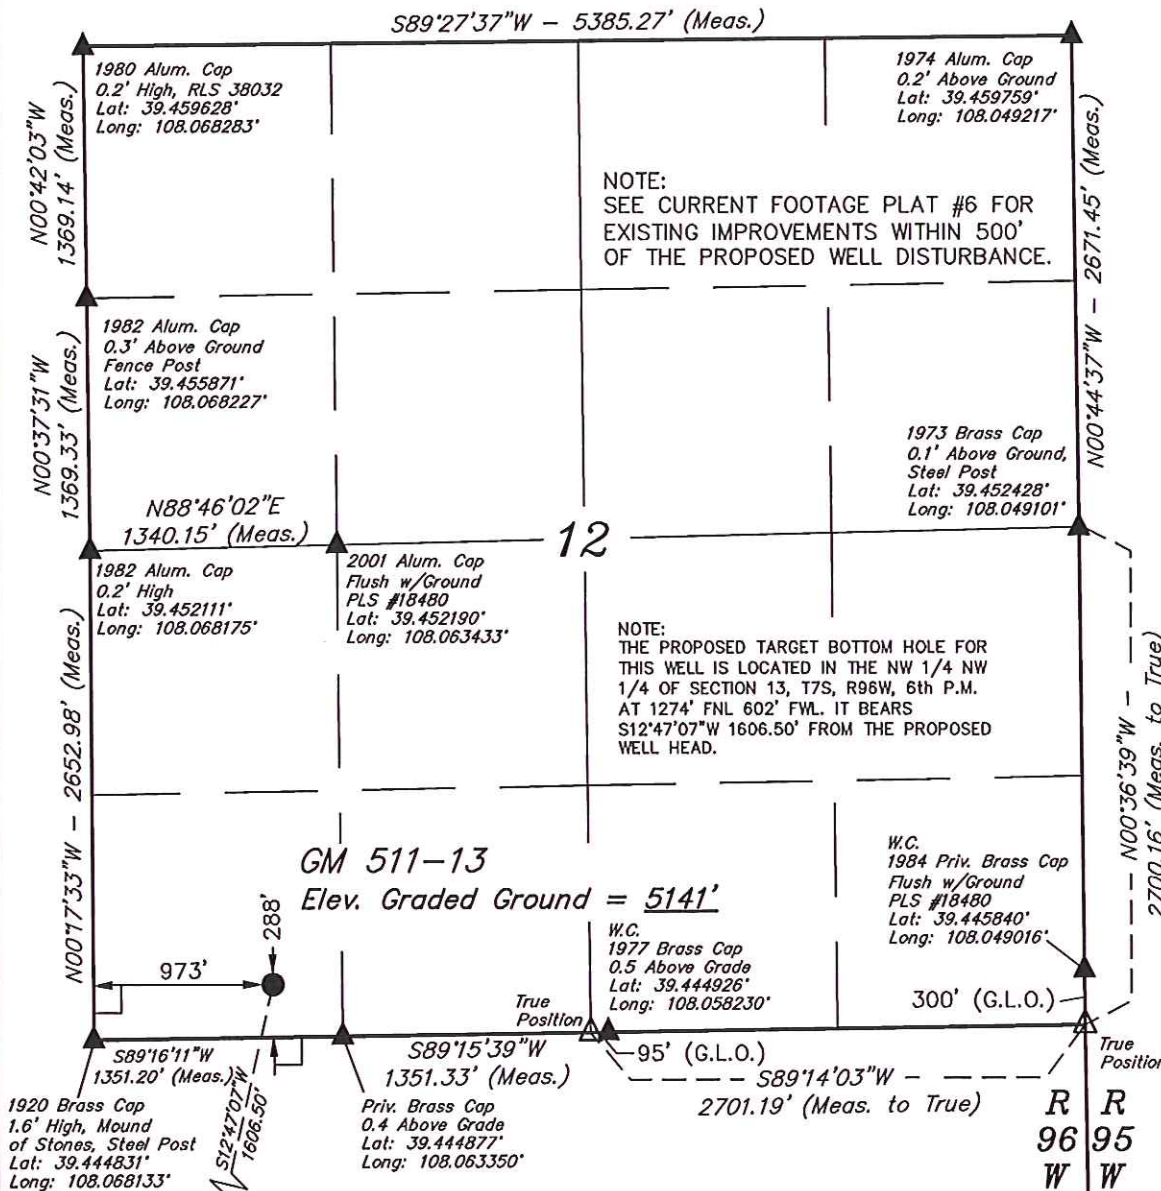 S89°27'37"W - 5385.27' (Meas.)
1980 Alum. Cap
0.2' High, RLS 38032
Lat: 39.459628°
Long: 108.068283°
1974 Alum. Cap
0.2' Above Ground
Lat: 39.459759°
Long: 108.049217°
N00°42'03"W
1369.14' (Meas.)
N00°44'37"W - 2671.45' (Meas.)
NOTE:
SEE CURRENT FOOTAGE PLAT #6 FOR
EXISTING IMPROVEMENTS WITHIN 500'
OF THE PROPOSED WELL DISTURBANCE.
1982 Alum. Cap
0.3' Above Ground
Fence Post
Lat: 39.455871°
Long: 108.068227°
N00°37'31"W
1369.33' (Meas.)
1973 Brass Cap
0.1' Above Ground,
Steel Post
Lat: 39.452428°
Long: 108.049101°
N88°46'02"E
1340.15' (Meas.)
12
1982 Alum. Cap
0.2' High
Lat: 39.452111°
Long: 108.068175°
2001 Alum. Cap
Flush w/Ground
PLS #18480
Lat: 39.452190°
Long: 108.063433°
NOTE:
THE PROPOSED TARGET BOTTOM HOLE FOR
THIS WELL IS LOCATED IN THE NW 1/4 NW
1/4 OF SECTION 13, T7S, R96W, 6th P.M.
AT 1274' FNL 602' FWL. IT BEARS
S12°47'07"W 1606.50' FROM THE PROPOSED
WELL HEAD.
N00°17'33"W - 2652.98' (Meas.)
N00°36'39"W -
2700.16' (Meas. to True)
GM 511-13
Elev. Graded Ground = 5141'
W.C.
1984 Priv. Brass Cap
Flush w/Ground
PLS #18480
Lat: 39.445840°
Long: 108.049016°
W.C.
1977 Brass Cap
0.5 Above Grade
Lat: 39.444926°
Long: 108.058230°
288'
973'
300' (G.L.O.)
True
Position
95' (G.L.O.)
True
Position
S89°16'11"W
1351.20' (Meas.)
S89°15'39"W
1351.33' (Meas.)
S89°14'03"W
2701.19' (Meas. to True)
S12°47'07"W
1606.50'
1920 Brass Cap
1.6' High, Mound
of Stones, Steel Post
Lat: 39.444831°
Long: 108.068133°
Priv. Brass Cap
0.4 Above Grade
Lat: 39.444877°
Long: 108.063350°
R R
96 95
W W